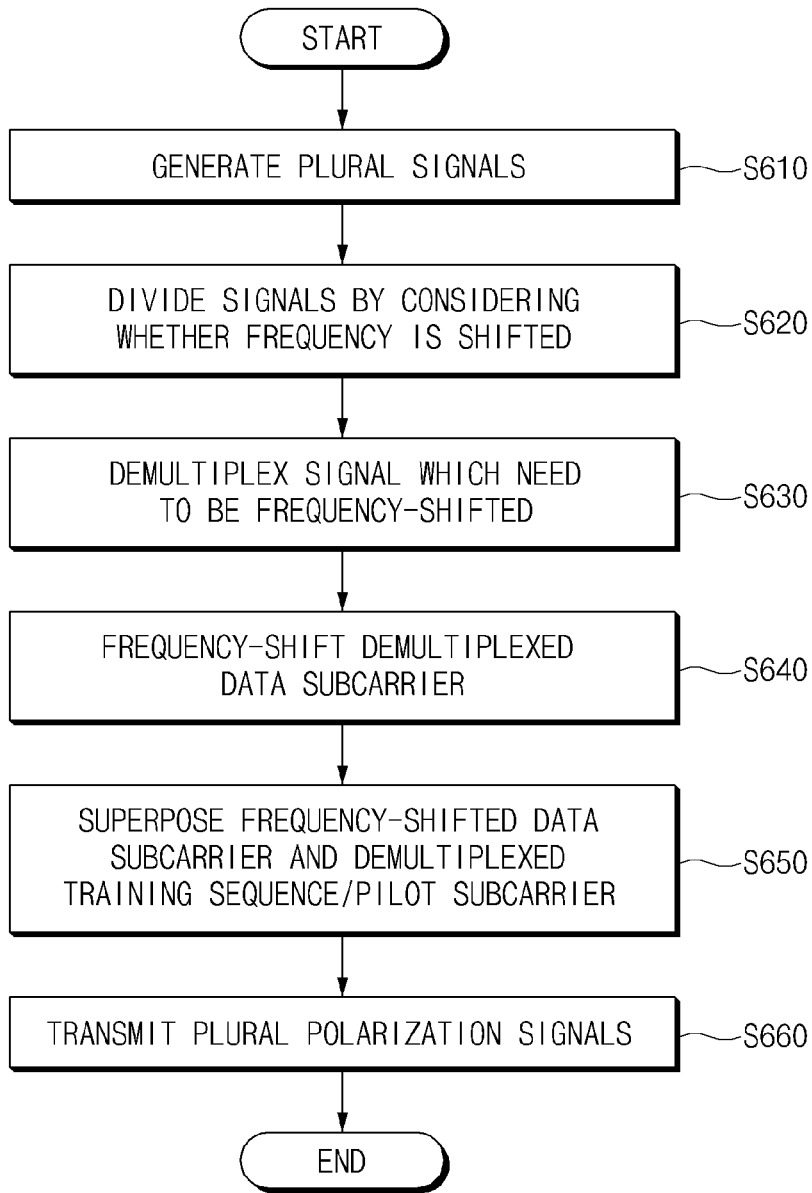 START
GENERATE PLURAL SIGNALS
S610
DIVIDE SIGNALS BY CONSIDERING
WHETHER FREQUENCY IS SHIFTED
S620
DEMULTIPLEX SIGNAL WHICH NEED
TO BE FREQUENCY-SHIFTED
S630
FREQUENCY-SHIFT DEMULTIPLEXED
DATA SUBCARRIER
S640
SUPERPOSE FREQUENCY-SHIFTED DATA
SUBCARRIER AND DEMULTIPLEXED
TRAINING SEQUENCE/PILOT SUBCARRIER
S650
TRANSMIT PLURAL POLARIZATION SIGNALS
S660
END